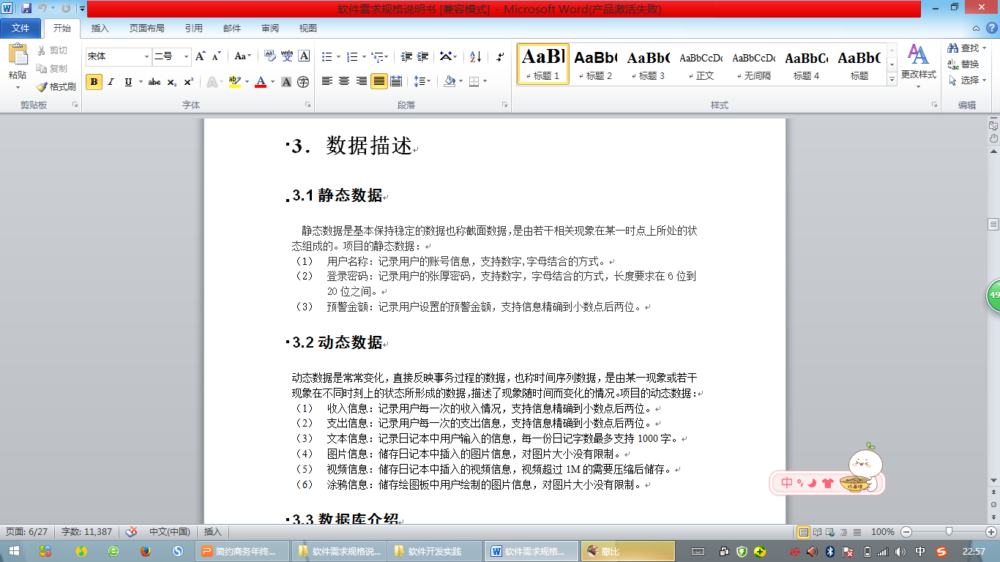 软件需求规格说明书 [兼容模式] - Microsoft Word(产品激活失败)
文件 开始 插入 页面布局 引用 邮件 审阅 视图
粘贴 剪切 复制 格式刷
宋体 二号
AaBl AaBb( AaBbC AaBbCcDc AaBbCcDc AaBbCc AaBbC
标题 1 标题 2 标题 3 正文 无间隔 标题 4 标题
更改样式
查找 替换 选择
剪贴板 字体 段落 样式 编辑
3. 数据描述
3.1 静态数据
静态数据是基本保持稳定的数据也称截面数据,是由若干相关现象在某一时点上所处的状
态组成的。项目的静态数据:
(1) 用户名称:记录用户的账号信息,支持数字,字母结合的方式。
(2) 登录密码:记录用户的张厚密码,支持数字,字母结合的方式,长度要求在 6 位到
20 位之间。
(3) 预警金额:记录用户设置的预警金额,支持信息精确到小数点后两位。
3.2 动态数据
动态数据是常常变化,直接反映事务过程的数据,也称时间序列数据,是由某一现象或若干
现象在不同时刻上的状态所形成的数据,描述了现象随时间而变化的情况。项目的动态数据:
(1) 收入信息:记录用户每一次的收入情况,支持信息精确到小数点后两位。
(2) 支出信息:记录用户每一次的支出信息,支持信息精确到小数点后两位。
(3) 文本信息:记录日记本中用户输入的信息,每一份日记字数最多支持 1000 字。
(4) 图片信息:储存日记本中插入的图片信息,对图片大小没有限制。
(5) 视频信息:储存日记本中插入的视频信息,视频超过 1M 的需要压缩后储存。
(6) 涂鸦信息:储存绘图板中用户绘制的图片信息,对图片大小没有限制。
3.3 数据库介绍
49
中
页面: 6/27 字数: 11,387 中文(中国) 插入 100%
简约商务年终... 软件需求规格说... 软件开发实践 软件需求规格... 撒比 中 22:57